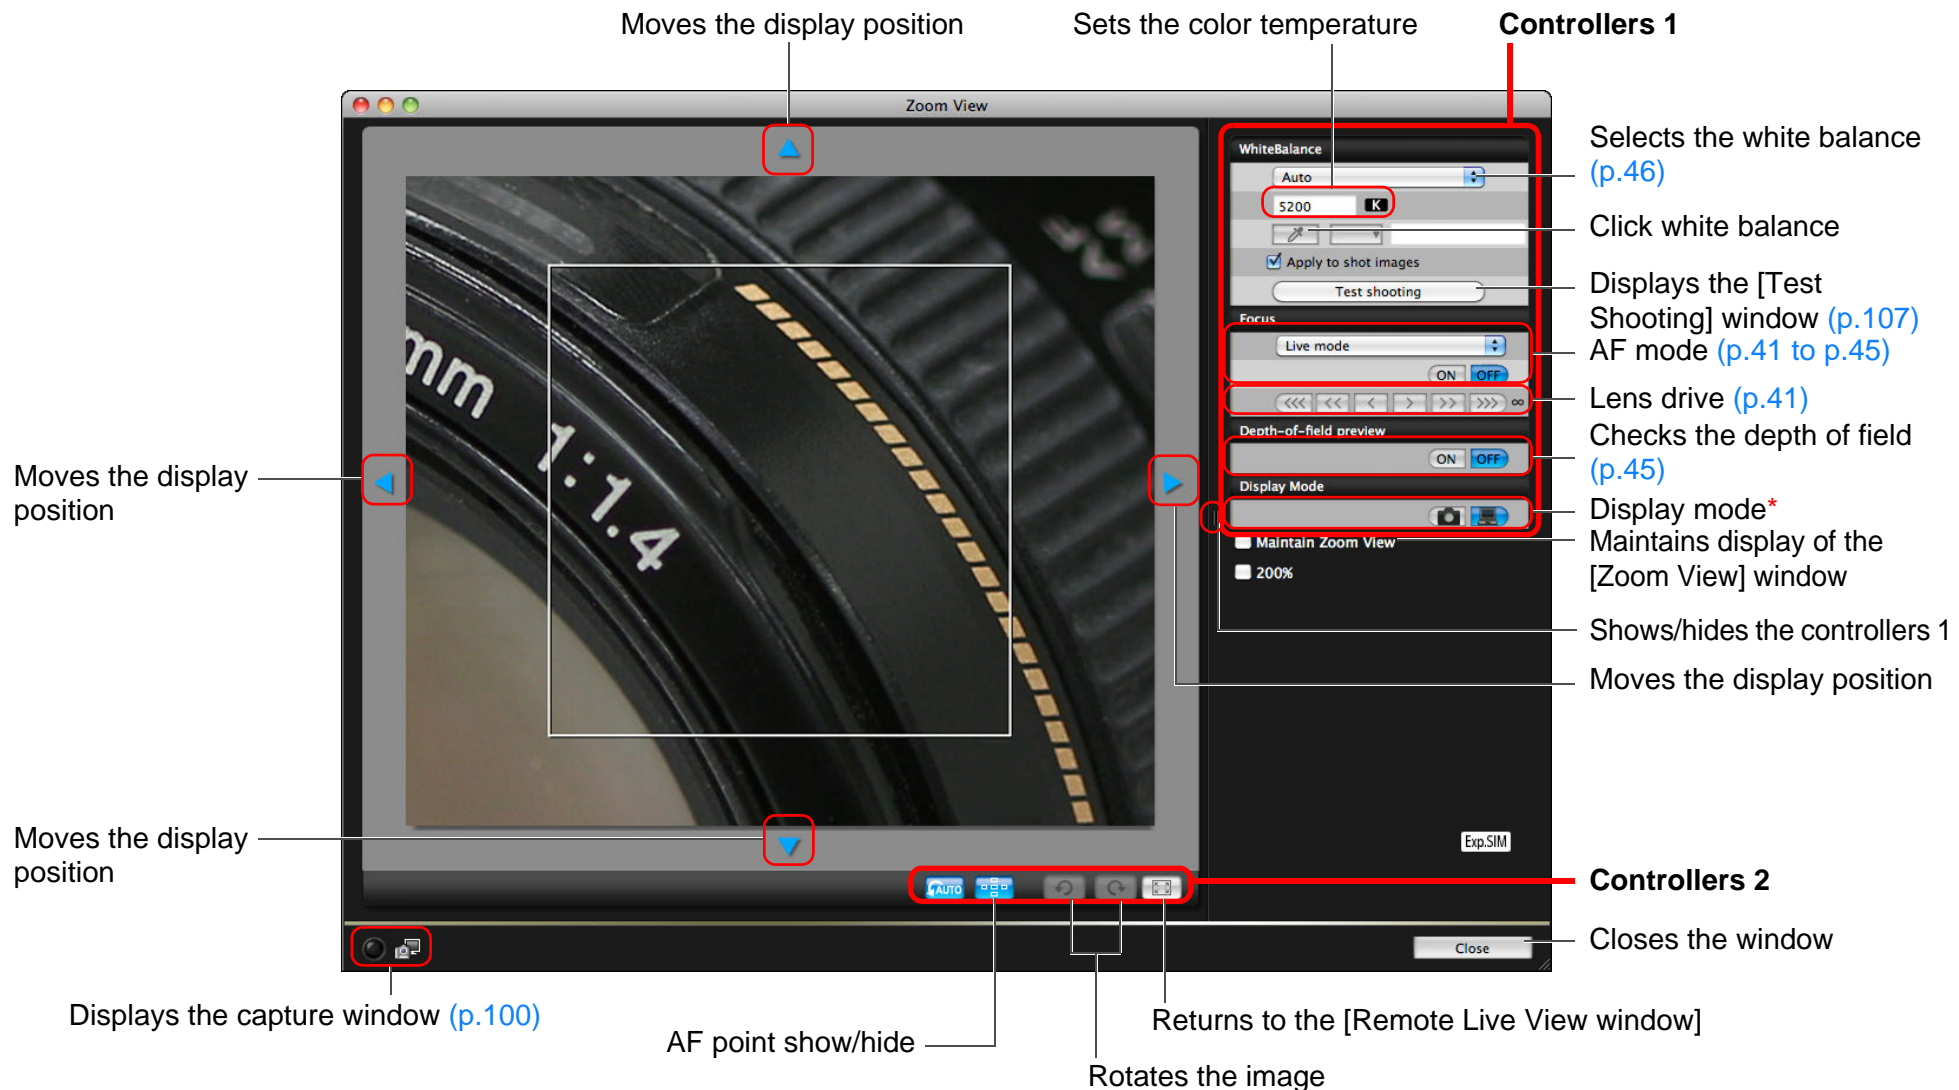 Moves the display position
Sets the color temperature
Controllers 1
Zoom View
WhiteBalance
Auto
5200 K
Apply to shot images
Test shooting
Focus
Live mode
ON OFF
<<< << < > >> >>> ∞
Depth-of-field preview
ON OFF
Display Mode
Maintain Zoom View
200%
Exp.SIM
mm 1:1.4
AUTO
Close
Selects the white balance
(p.46)
Click white balance
Displays the [Test
Shooting] window (p.107)
AF mode (p.41 to p.45)
Lens drive (p.41)
Checks the depth of field
(p.45)
Display mode*
Maintains display of the
[Zoom View] window
Shows/hides the controllers 1
Moves the display position
Controllers 2
Closes the window
Moves the display
position
Moves the display
position
Displays the capture window (p.100)
AF point show/hide
Returns to the [Remote Live View window]
Rotates the image